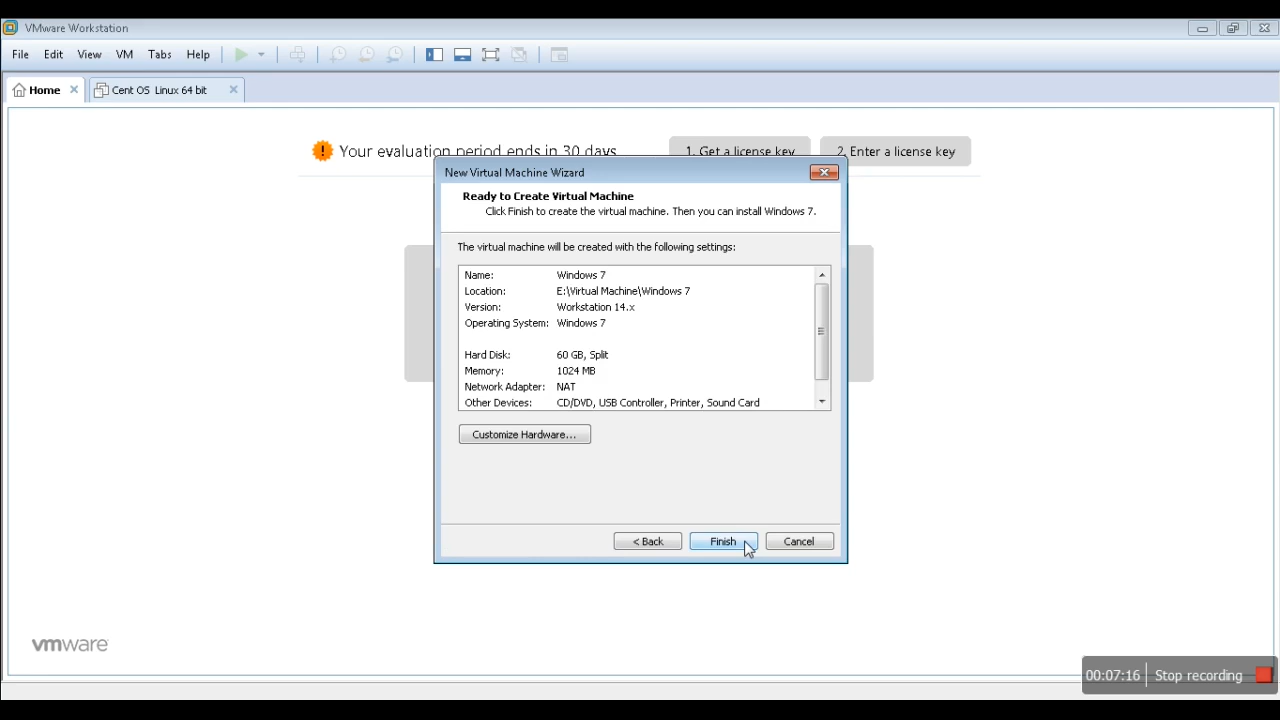 VMware Workstation
File Edit View VM Tabs Help
Home Cent OS Linux 64 bit
! Your evaluation period ends in 30 days 1. Get a license key 2. Enter a license key
New Virtual Machine Wizard
Ready to Create Virtual Machine
Click Finish to create the virtual machine. Then you can install Windows 7.
The virtual machine will be created with the following settings:
Name: Windows 7
Location: E:\Virtual Machine\Windows 7
Version: Workstation 14.x
Operating System: Windows 7
Hard Disk: 60 GB, Split
Memory: 1024 MB
Network Adapter: NAT
Other Devices: CD/DVD, USB Controller, Printer, Sound Card
Customize Hardware...
< Back Finish Cancel
vmware
00:07:16 Stop recording